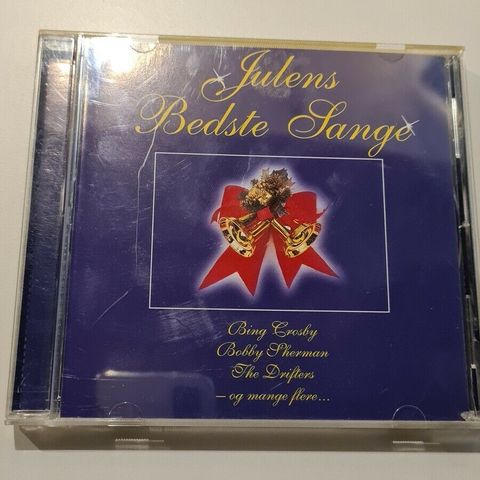 Julens
Bedste Sange
Bing Crosby
Bobby Sherman
The Drifters
– og mange flere...